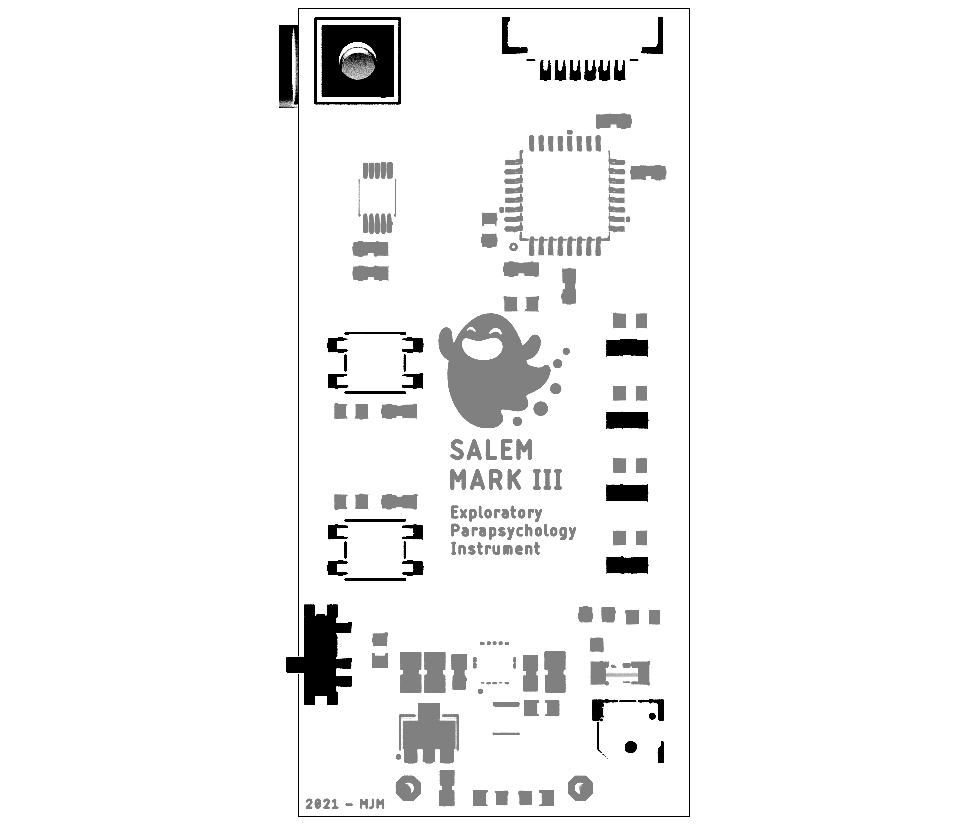 SALEM
MARK III
Exploratory
Parapsychology
Instrument
2021 - MJM